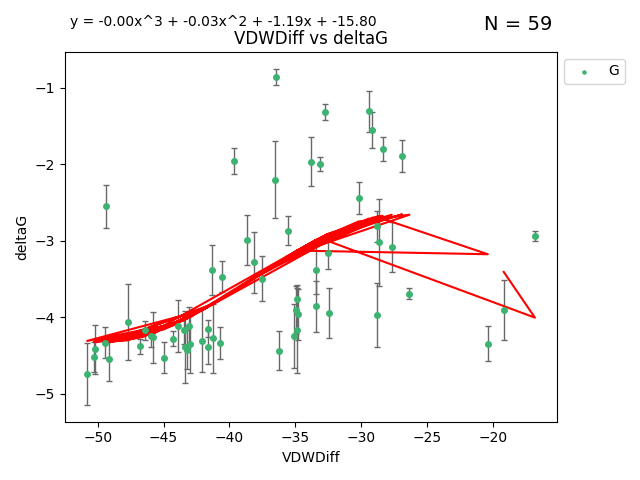 y = -0.00x^3 + -0.03x^2 + -1.19x + -15.80
N = 59
VDWDiff vs deltaG
G
−1
−2
−3
−4
−5
deltaG
−50 −45 −40 −35 −30 −25 −20
VDWDiff